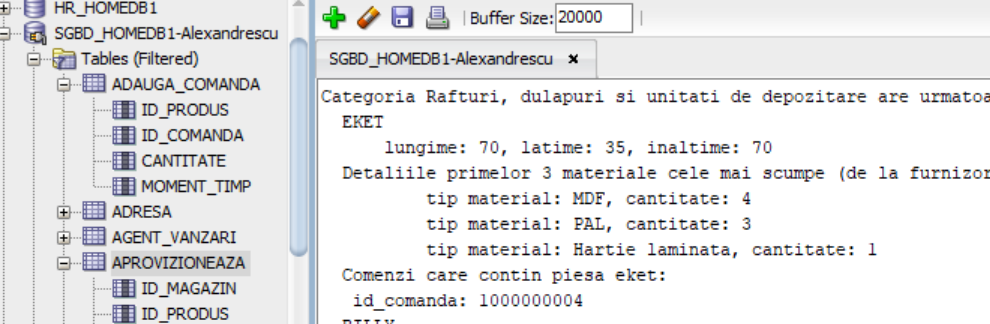 HR_HOMEDB1
SGBD_HOMEDB1-Alexandrescu
Tables (Filtered)
ADAUGA_COMANDA
ID_PRODUS
ID_COMANDA
CANTITATE
MOMENT_TIMP
ADRESA
AGENT_VANZARI
APROVIZIONEAZA
ID_MAGAZIN
ID_PRODUS
Buffer Size: 20000
SGBD_HOMEDB1-Alexandrescu
Categoria Rafturi, dulapuri si unitati de depozitare are urmatoa
EKET
lungime: 70, latime: 35, inaltime: 70
Detaliile primelor 3 materiale cele mai scumpe (de la furnizor
tip material: MDF, cantitate: 4
tip material: PAL, cantitate: 3
tip material: Hartie laminata, cantitate: 1
Comenzi care contin piesa eket:
id_comanda: 1000000004
BILLY